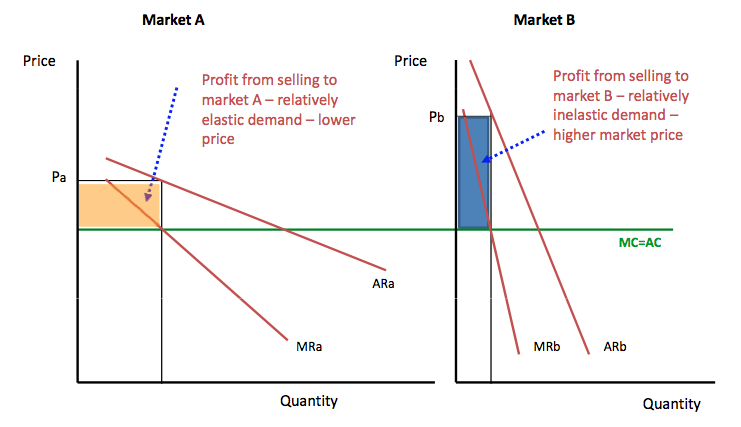 Market A
Market B
Price
Profit from selling to
market A – relatively
elastic demand – lower
price
Pa
ARa
MRa
Quantity
Price
Profit from selling to
market B – relatively
inelastic demand –
higher market price
Pb
MC=AC
MRb
ARb
Quantity